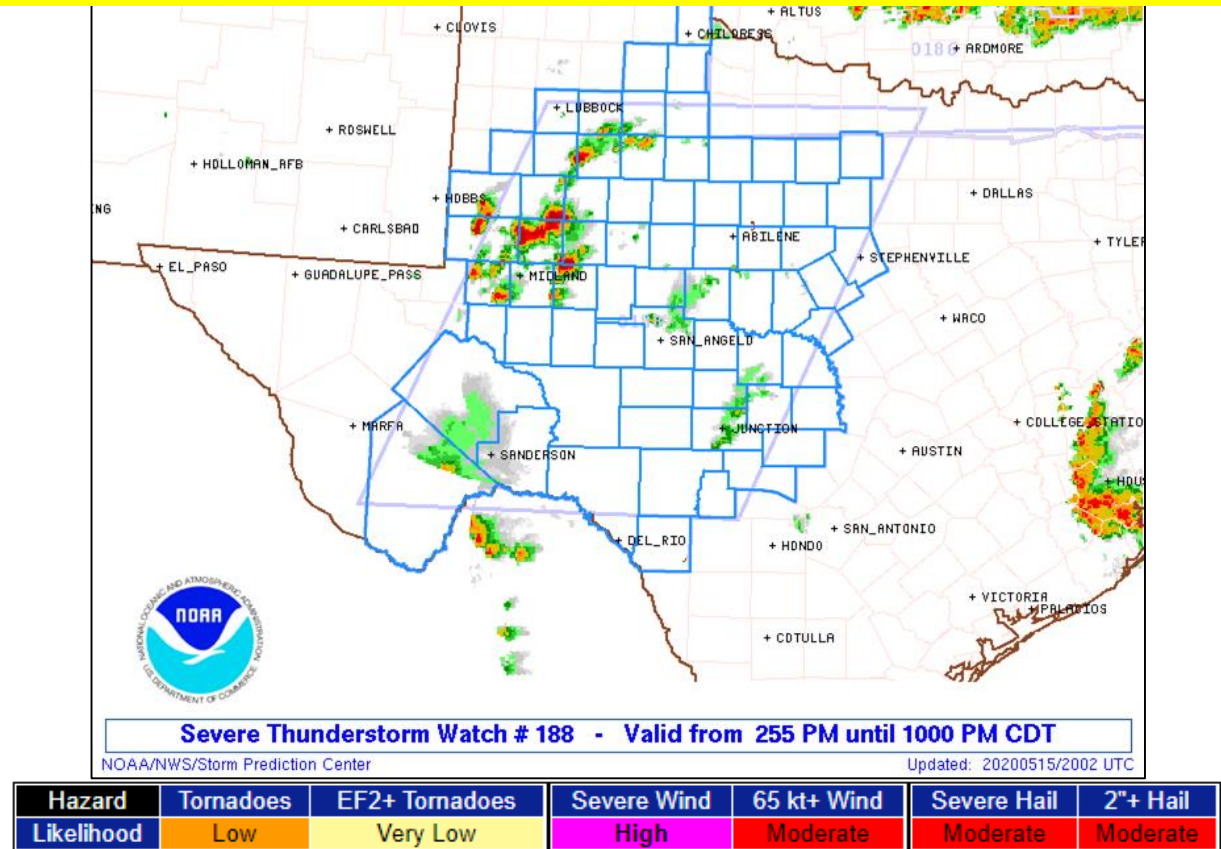 + ALTUS
+ CLOVIS
+ CHILDRESS
0186
+ ARDMORE
+ LUBBOCK
+ ROSWELL
+ HOLLOMAN_AFB
+ DALLAS
+ HOBBS
NG
+ CARLSBAD
+ ABILENE
+ TYLER
+ STEPHENVILLE
+ EL_PASO
+ GUADALUPE_PASS
+ MIDLAND
+ WACO
+ SAN_ANGELO
+ MARFA
+ JUNCTION
+ COLLEGE_STATIO
+ SANDERSON
+ AUSTIN
+ HOUS
+ SAN_ANTONIO
+ DEL_RIO
+ HONDO
+ VICTORIA
+ PALACIOS
+ COTULLA
NATIONAL OCEANIC AND ATMOSPHERIC ADMINISTRATION
NOAA
U.S. DEPARTMENT OF COMMERCE
Severe Thunderstorm Watch # 188 - Valid from 255 PM until 1000 PM CDT
NOAA/NWS/Storm Prediction Center Updated: 20200515/2002 UTC
Hazard Tornadoes EF2+ Tornadoes Severe Wind 65 kt+ Wind Severe Hail 2"+ Hail
Likelihood Low Very Low High Moderate Moderate Moderate